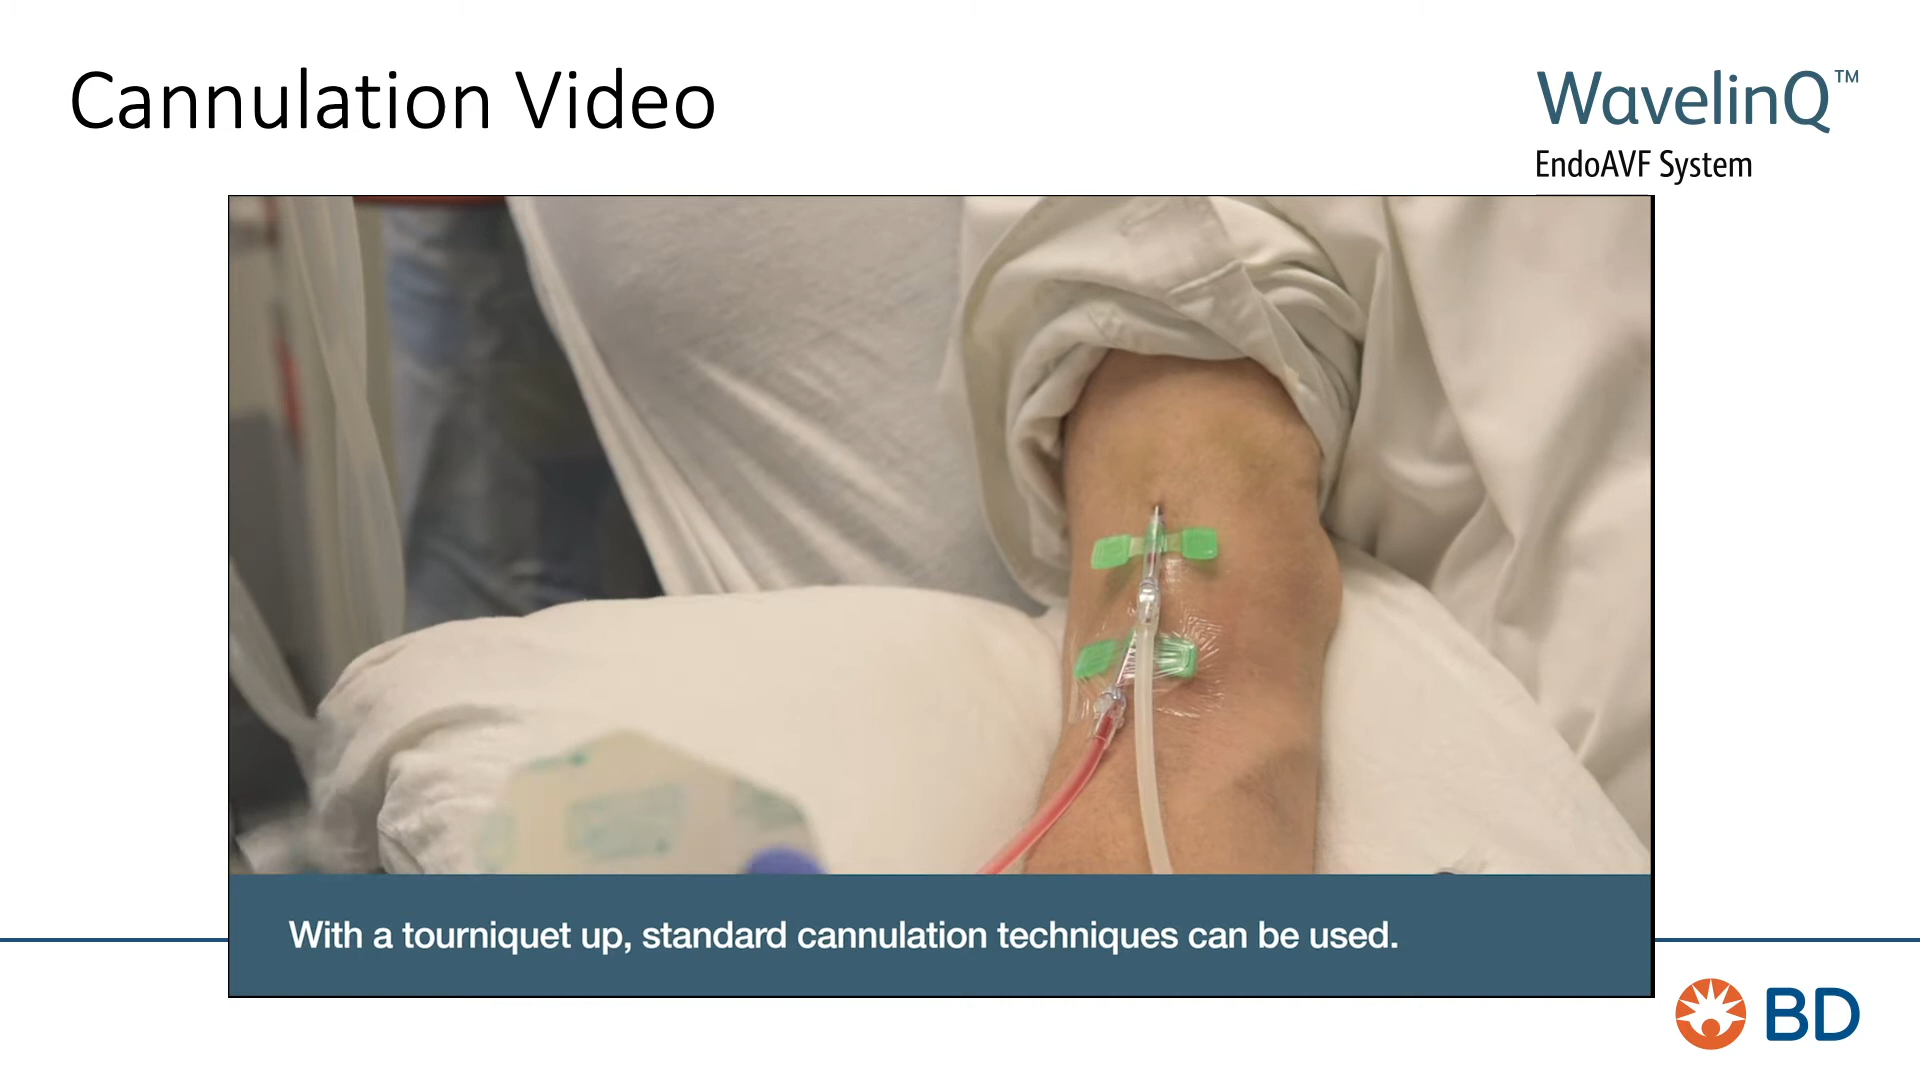 Cannulation Video
WavelinQ™
EndoAVF System
With a tourniquet up, standard cannulation techniques can be used.
BD